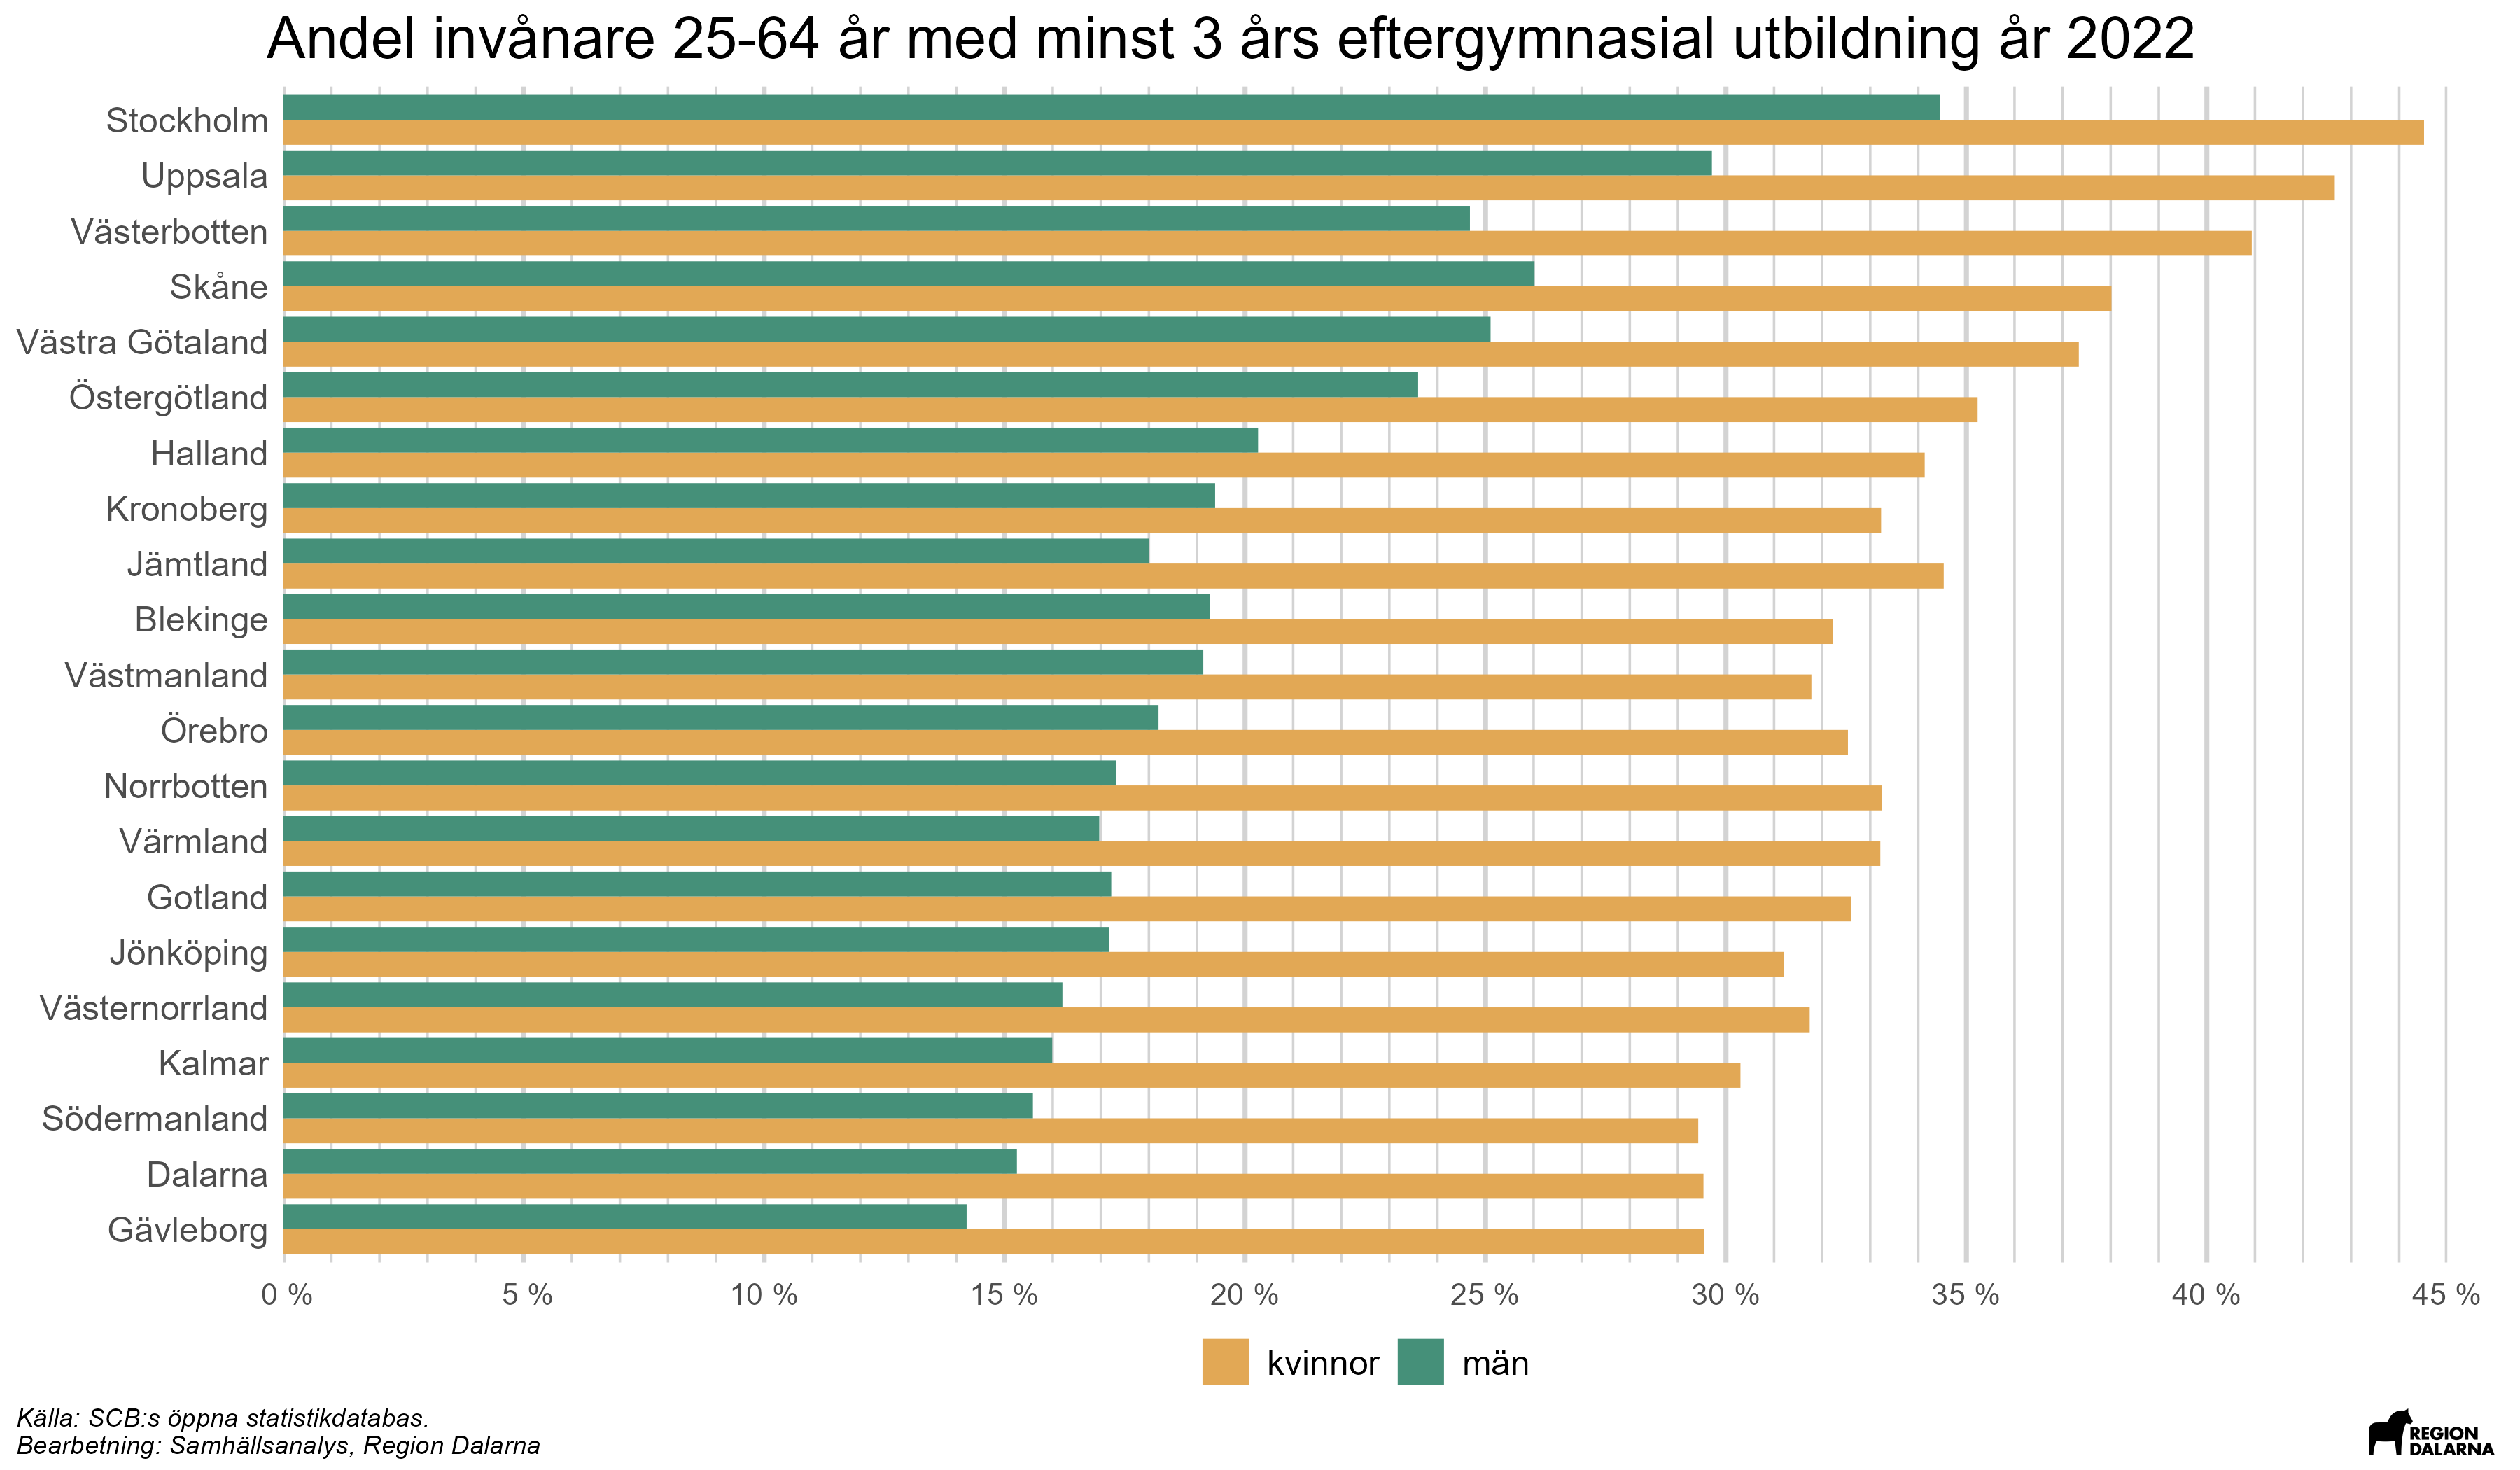 Andel invånare 25-64 år med minst 3 års eftergymnasial utbildning år 2022
Stockholm
Uppsala
Västerbotten
Skåne
Västra Götaland
Östergötland
Halland
Kronoberg
Jämtland
Blekinge
Västmanland
Örebro
Norrbotten
Värmland
Gotland
Jönköping
Västernorrland
Kalmar
Södermanland
Dalarna
Gävleborg
0 % 5 % 10 % 15 % 20 % 25 % 30 % 35 % 40 % 45 %
kvinnor män
Källa: SCB:s öppna statistikdatabas.
Bearbetning: Samhällsanalys, Region Dalarna
REGION
DALARNA